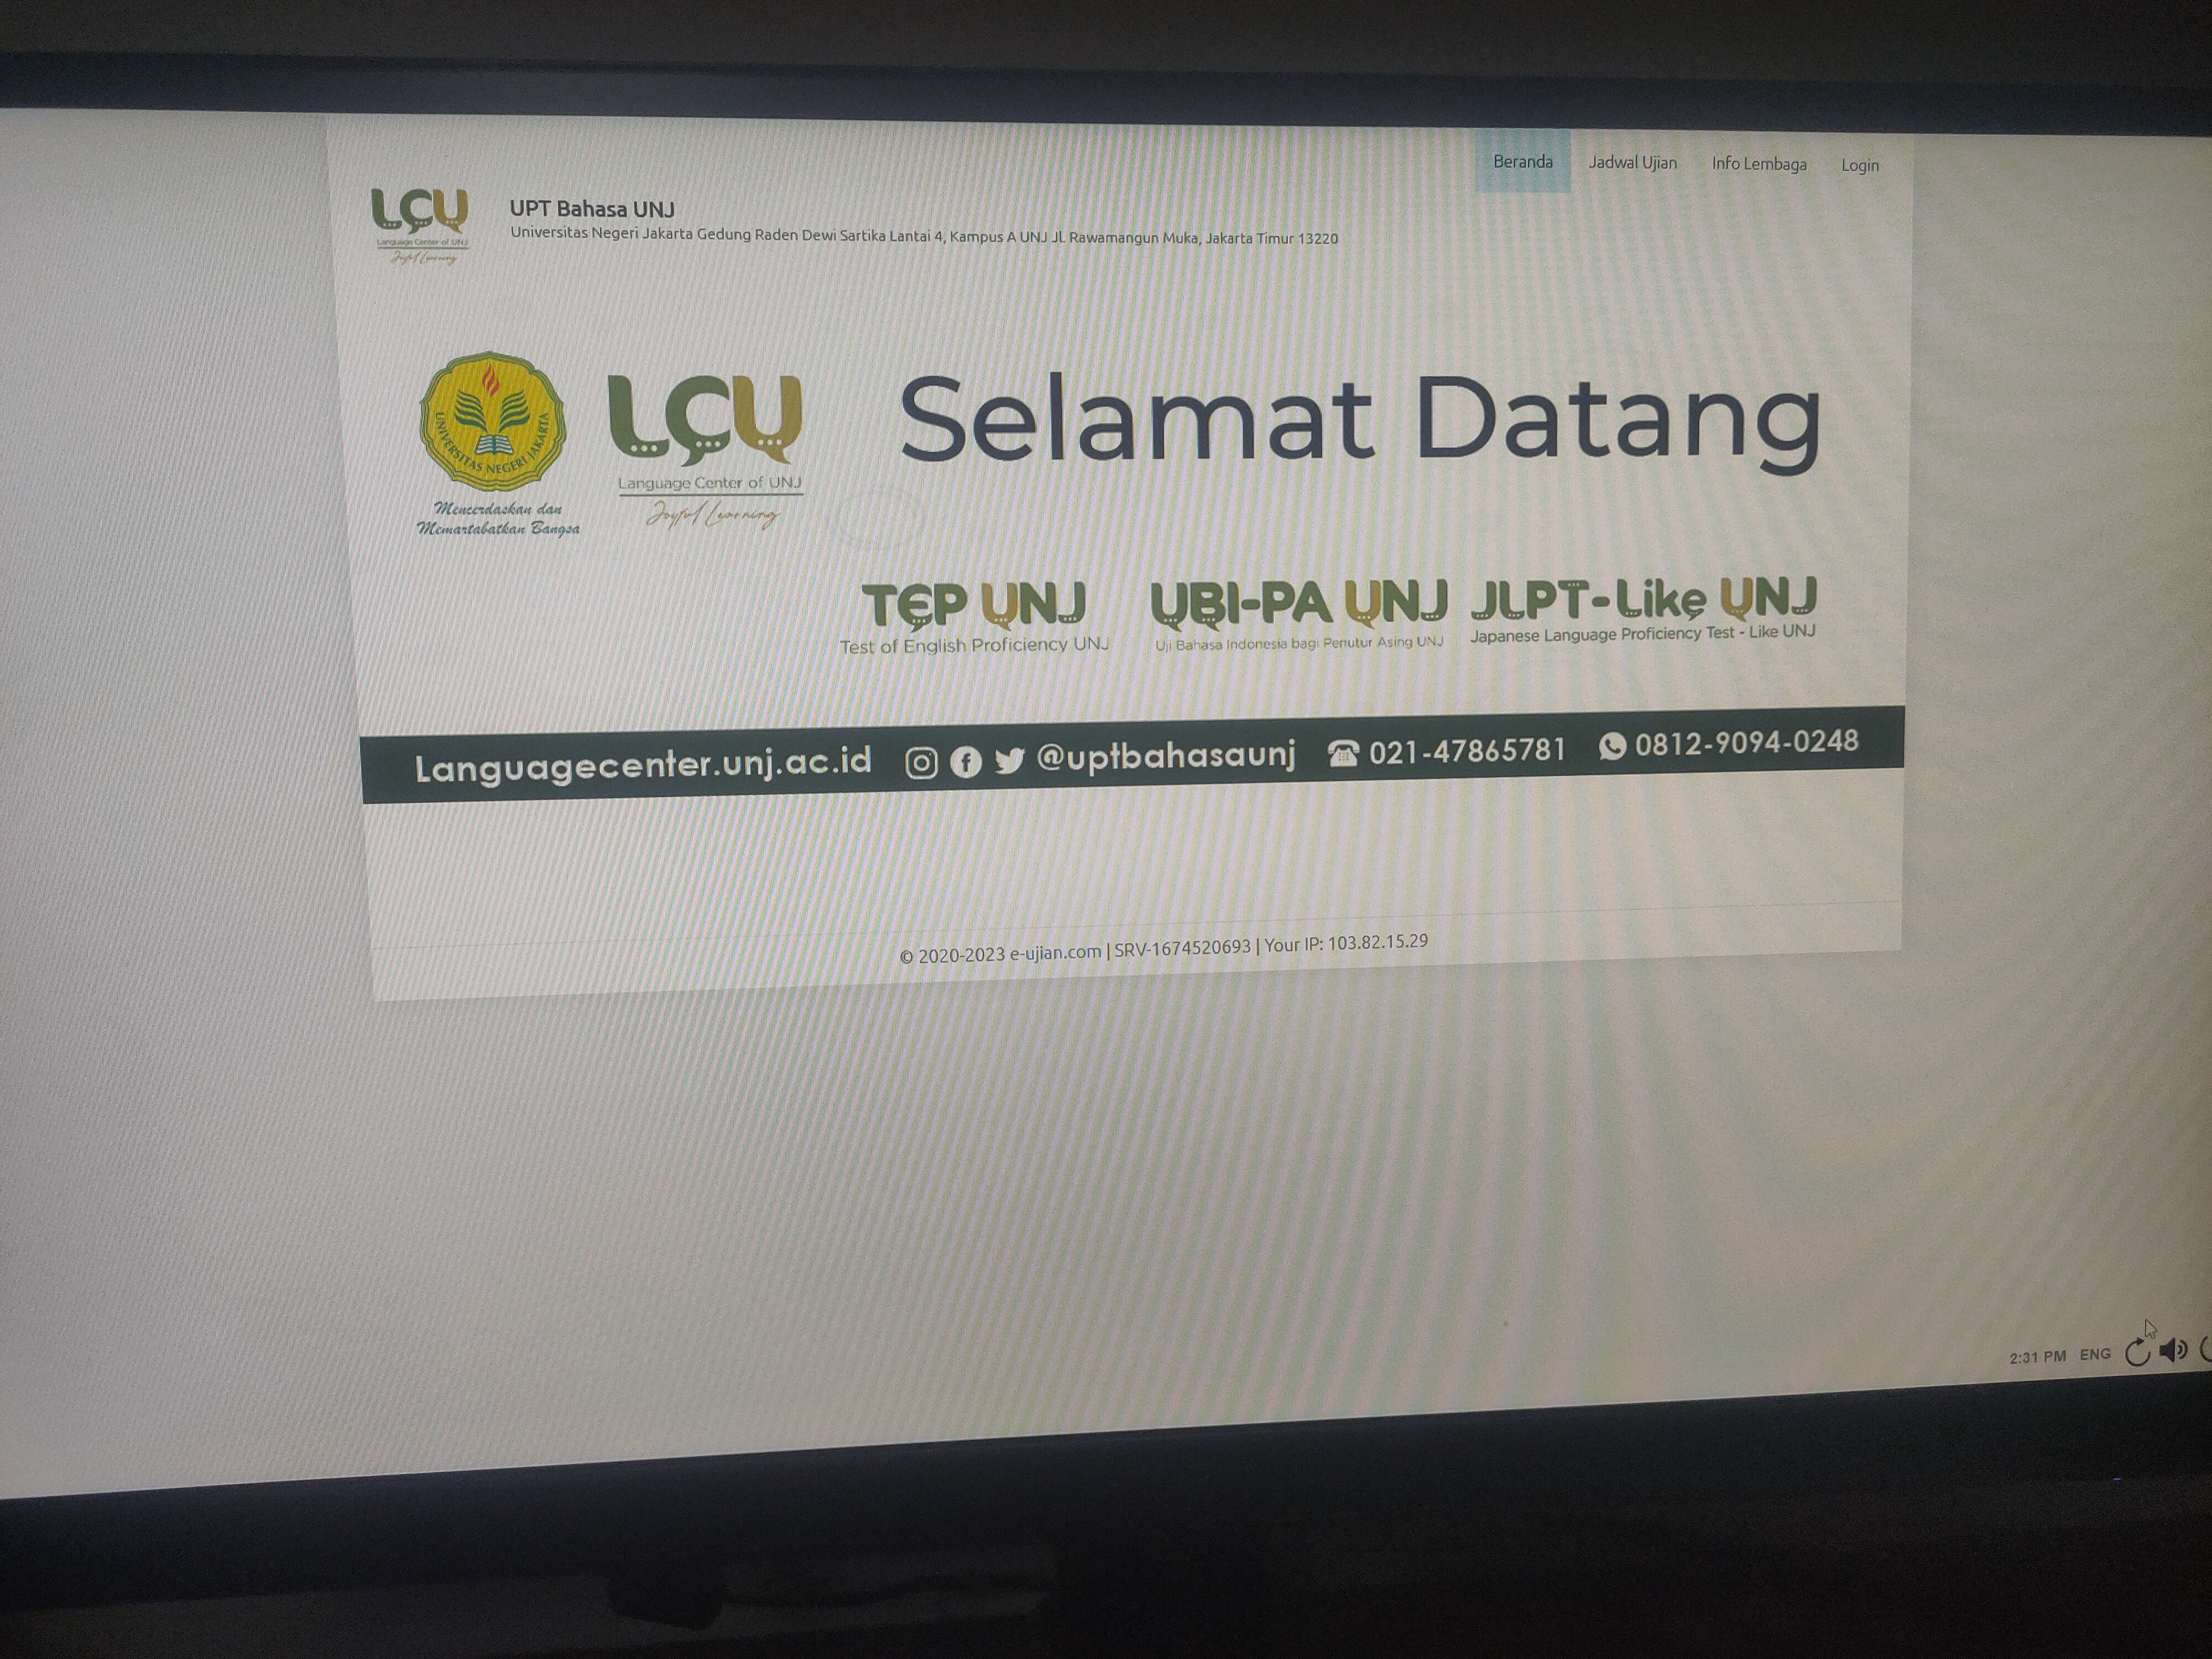 Beranda Jadwal Ujian Info Lembaga Login
LCU
Language Center of UNJ
Joyful Learning
UPT Bahasa UNJ
Universitas Negeri Jakarta Gedung Raden Dewi Sartika Lantai 4, Kampus A UNJ JL Rawamangun Muka, Jakarta Timur 13220
UNIVERSITAS NEGERI JAKARTA
Mencerdaskan dan
Memartabatkan Bangsa
LCU
Language Center of UNJ
Joyful Learning
Selamat Datang
TEP UNJ
Test of English Proficiency UNJ
UBI-PA UNJ
Uji Bahasa Indonesia bagi Penutur Asing UNJ
JLPT-Like UNJ
Japanese Language Proficiency Test - Like UNJ
Languagecenter.unj.ac.id @uptbahasaunj 021-47865781 0812-9094-0248
© 2020-2023 e-ujian.com | SRV-1674520693 | Your IP: 103.82.15.29
2:31 PM ENG